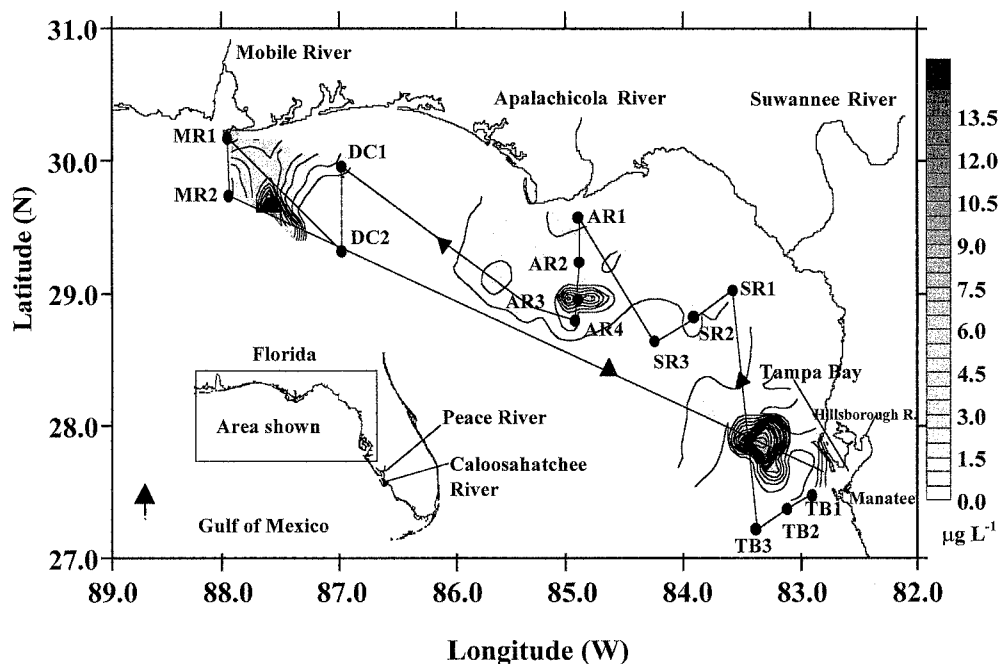 31.0
Mobile River
Apalachicola River
Suwannee River
13.5
MR1
DC1
30.0
12.0
MR2
10.5
AR1
DC2
9.0
AR2
7.5
29.0
AR3
SR1
AR4
SR2
6.0
SR3
Florida
Tampa Bay
4.5
Area shown
Peace River
Hillsborough R.
3.0
28.0
Caloosahatchee
River
1.5
Manatee
0.0
TB1
Gulf of Mexico
TB2
TB3
µg L-1
27.0
89.0
88.0
87.0
86.0
85.0
84.0
83.0
82.0
Latitude (N)
Longitude (W)